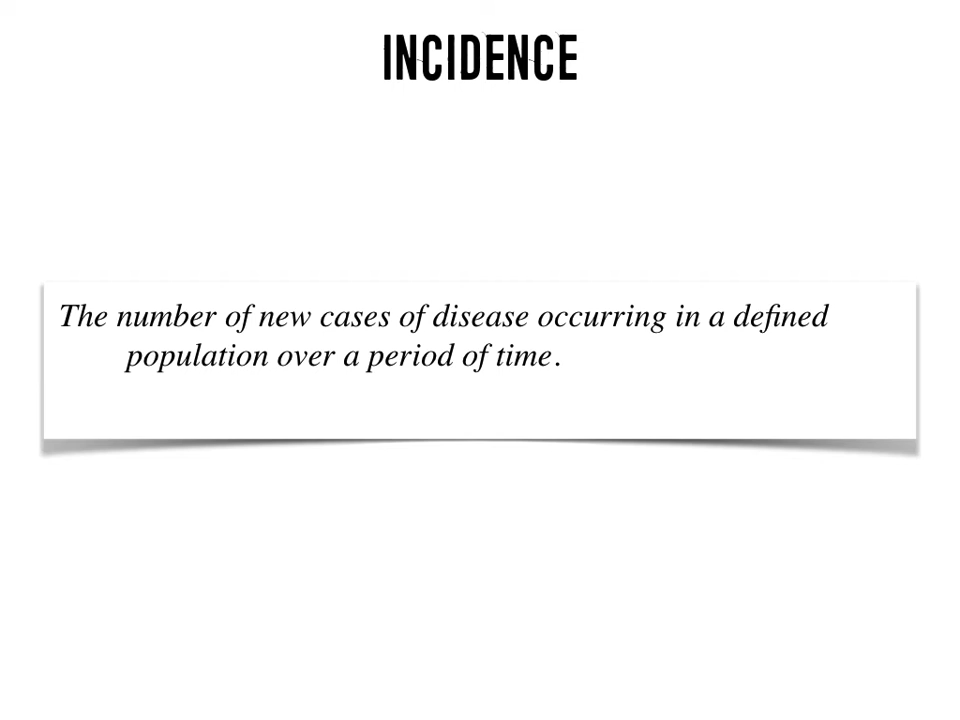 INCIDENCE
The number of new cases of disease occurring in a defined
population over a period of time.